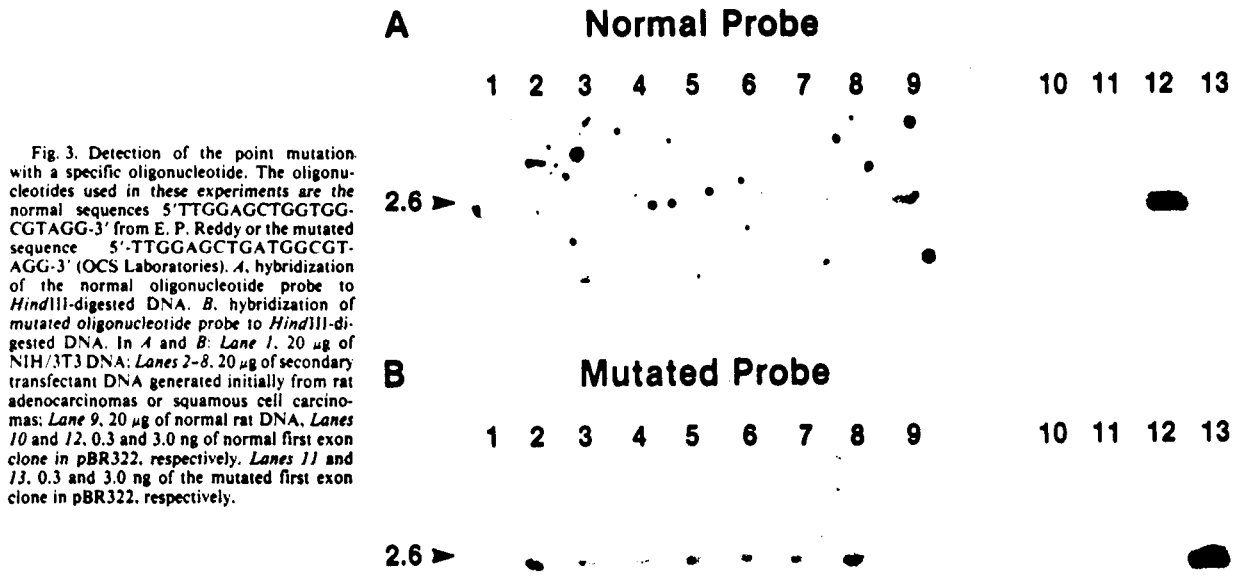 Fig. 3. Detection of the point mutation
with a specific oligonucleotide. The oligonu-
cleotides used in these experiments are the
normal sequences 5'TTGGAGCTGGTGG-
CGTAGG-3' from E. P. Reddy or the mutated
sequence 5'-TTGGAGCTGATGGCGT-
AGG-3' (OCS Laboratories). A, hybridization
of the normal oligonucleotide probe to
HindIII-digested DNA. B, hybridization of
mutated oligonucleotide probe to HindIII-di-
gested DNA. In A and B: Lane 1, 20 μg of
NIH/3T3 DNA; Lanes 2-8, 20 μg of secondary
transfectant DNA generated initially from rat
adenocarcinomas or squamous cell carcino-
mas; Lane 9, 20 μg of normal rat DNA, Lanes
10 and 12, 0.3 and 3.0 ng of normal first exon
clone in pBR322, respectively. Lanes 11 and
13, 0.3 and 3.0 ng of the mutated first exon
clone in pBR322, respectively.
A Normal Probe
1 2 3 4 5 6 7 8 9 10 11 12 13
2.6
B Mutated Probe
1 2 3 4 5 6 7 8 9 10 11 12 13
2.6